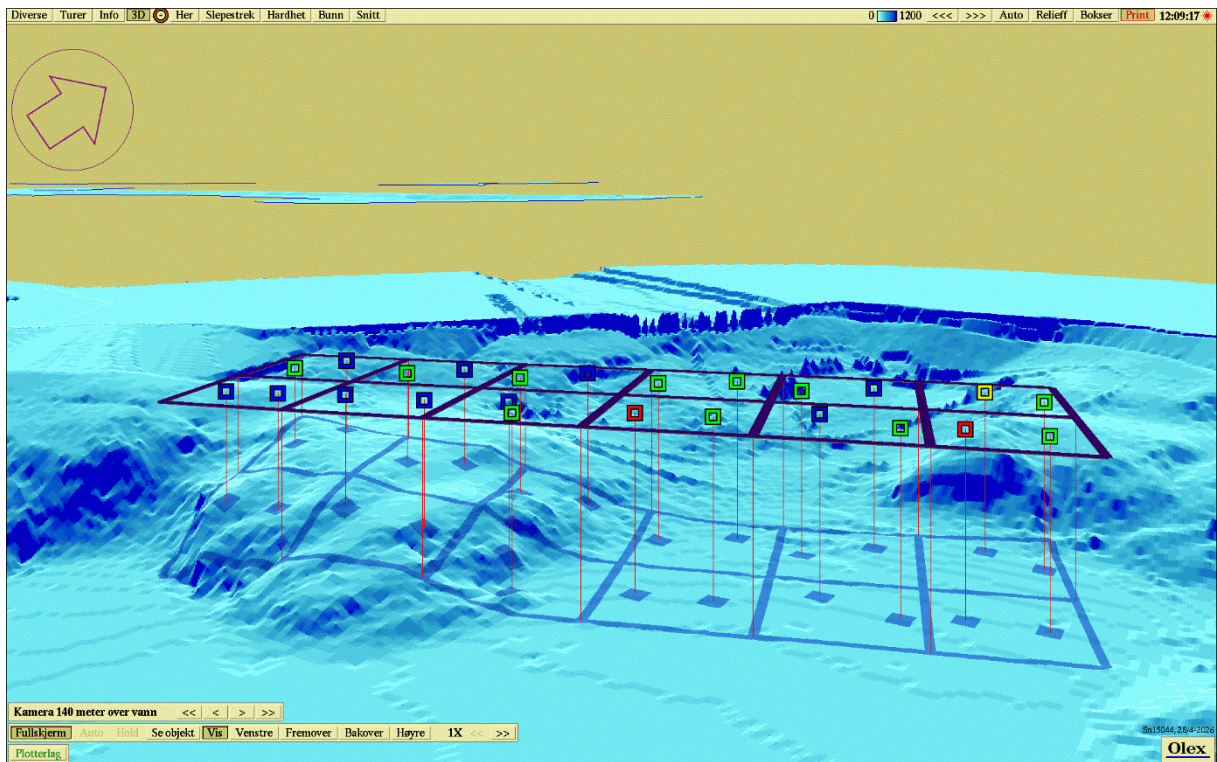 Diverse Turer Info 3D Her Slepestrek Hardhet Bunn Snitt 0 1200 <<< >>> Auto Relieff Bokser Print 12:09:17
Kamera 140 meter over vann << < > >>
Fullskjerm Auto Hold Se objekt Vis Venstre Fremover Bakover Høyre 1X << >>
Sn15044, 28/4-2026
Plotterlag
Olex